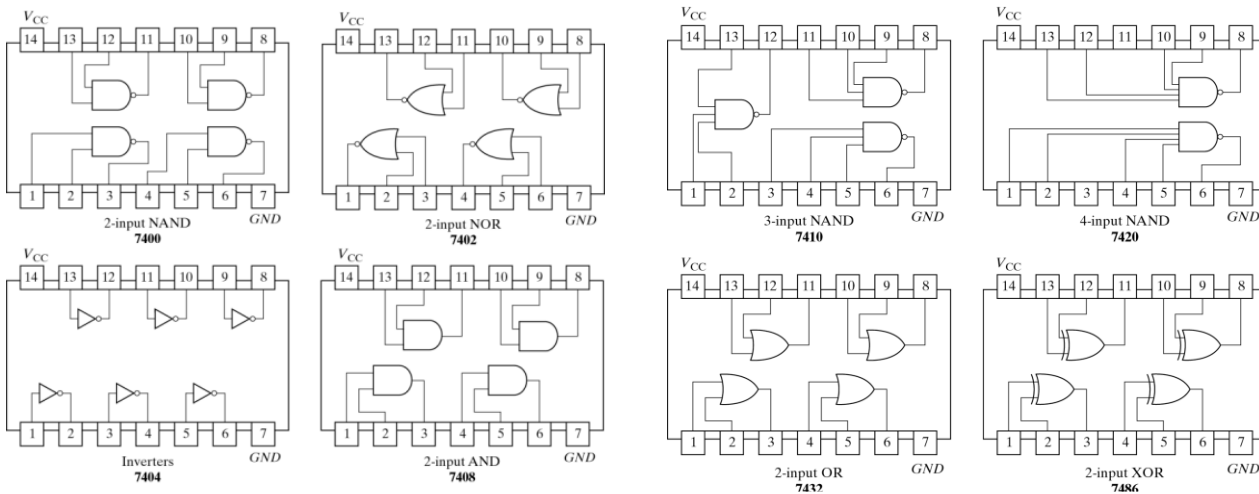 VCC
14 13 12 11 10 9 8
1 2 3 4 5 6 7
GND
2-input NAND
7400
VCC
14 13 12 11 10 9 8
1 2 3 4 5 6 7
GND
2-input NOR
7402
VCC
14 13 12 11 10 9 8
1 2 3 4 5 6 7
GND
3-input NAND
7410
VCC
14 13 12 11 10 9 8
1 2 3 4 5 6 7
GND
4-input NAND
7420
VCC
14 13 12 11 10 9 8
1 2 3 4 5 6 7
GND
Inverters
7404
VCC
14 13 12 11 10 9 8
1 2 3 4 5 6 7
GND
2-input AND
7408
VCC
14 13 12 11 10 9 8
1 2 3 4 5 6 7
GND
2-input OR
7432
VCC
14 13 12 11 10 9 8
1 2 3 4 5 6 7
GND
2-input XOR
7486